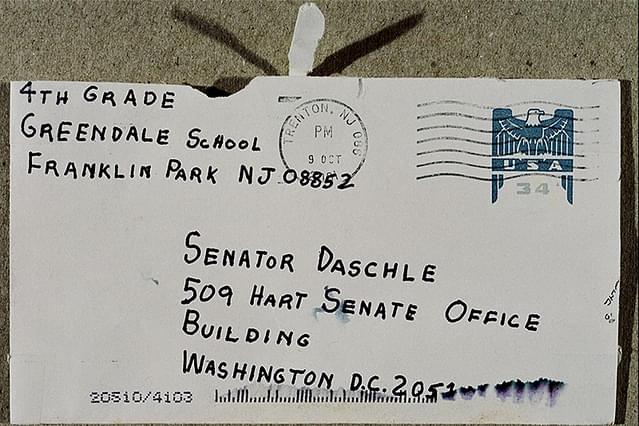 4TH GRADE
GREENDALE SCHOOL
FRANKLIN PARK NJ 08852
TRENTON, NJ 086
PM
9 OCT
USA
34
SENATOR DASCHLE
509 HART SENATE OFFICE
BUILDING
WASHINGTON D.C. 2051
20510/4103